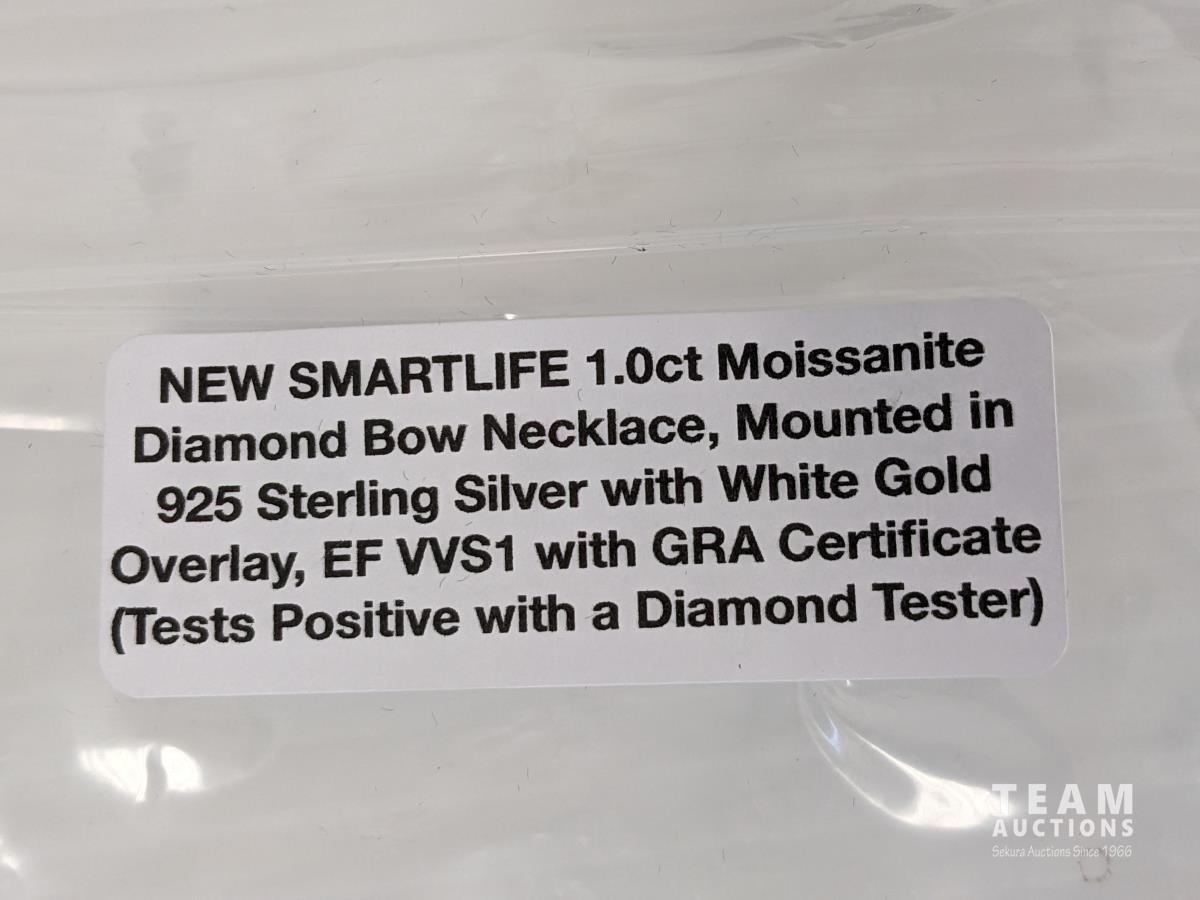 NEW SMARTLIFE 1.0ct Moissanite
Diamond Bow Necklace, Mounted in
925 Sterling Silver with White Gold
Overlay, EF VVS1 with GRA Certificate
(Tests Positive with a Diamond Tester)
TEAM
AUCTIONS
Sekura Auctions Since 1966